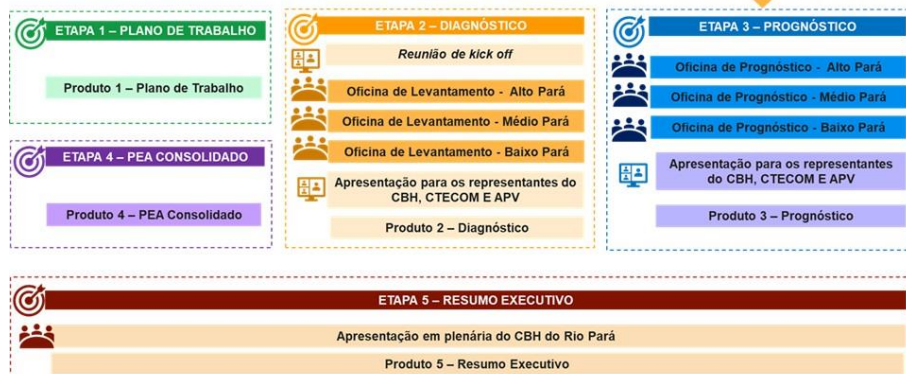 ETAPA 1 – PLANO DE TRABALHO
Produto 1 – Plano de Trabalho
ETAPA 2 – DIAGNÓSTICO
Reunião de kick off
Oficina de Levantamento - Alto Pará
Oficina de Levantamento - Médio Pará
Oficina de Levantamento - Baixo Pará
Apresentação para os representantes do
CBH, CTECOM E APV
Produto 2 – Diagnóstico
ETAPA 3 – PROGNÓSTICO
Oficina de Prognóstico - Alto Pará
Oficina de Prognóstico - Médio Pará
Oficina de Prognóstico - Baixo Pará
Apresentação para os representantes
do CBH, CTECOM E APV
Produto 3 – Prognóstico
ETAPA 4 – PEA CONSOLIDADO
Produto 4 – PEA Consolidado
ETAPA 5 – RESUMO EXECUTIVO
Apresentação em plenária do CBH do Rio Pará
Produto 5 – Resumo Executivo